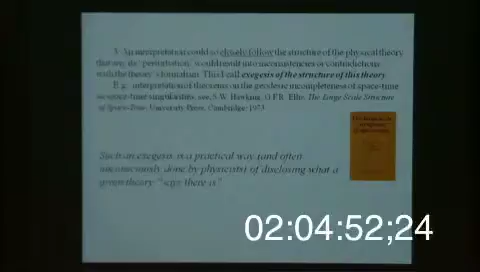 3. An interpretation could so closely follow the structure of the physical theory
that any its "perturbation" would result into inconsistencies or contradictions
with the theory's formalism. This I call exegesis of the structure of this theory.
E.g. interpretation of theorems on the geodesic incompleteness of space-time
as space-time singularities, see, S.W. Hawking, G.F.R. Ellis, The Large Scale Structure
of Space-Time, University Press, Cambridge 1973
Such an exegesis is a practical way (and often
unconsciously done by physicists) of disclosing what a
given theory "says there is"
02:04:52;24